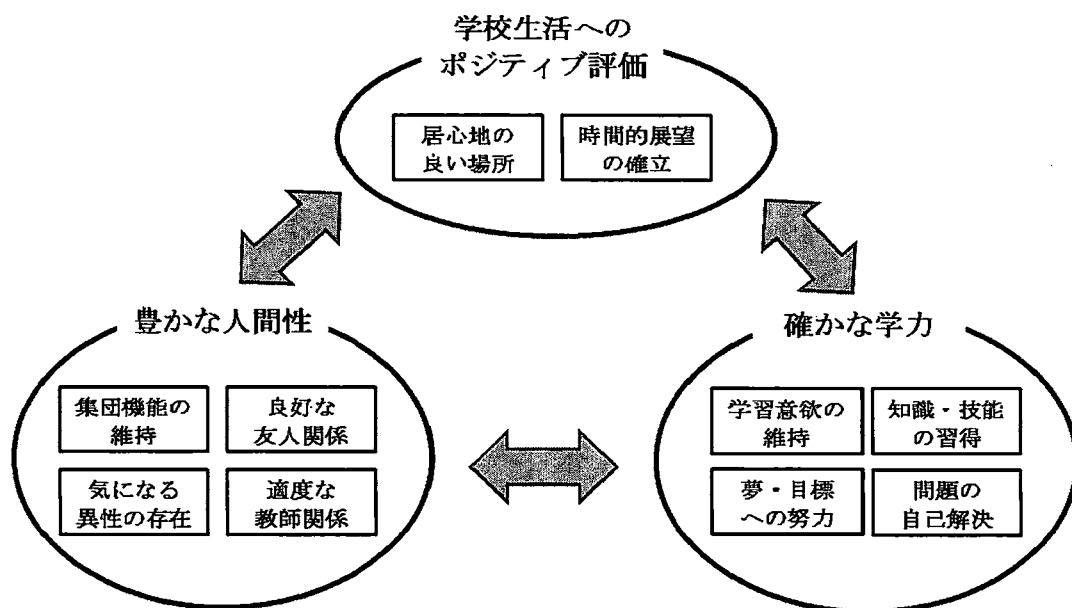 学校生活への
ポジティブ評価
居心地の
良い場所
時間的展望
の確立
豊かな人間性
集団機能の
維持
良好な
友人関係
気になる
異性の存在
適度な
教師関係
確かな学力
学習意欲の
維持
知識・技能
の習得
夢・目標
への努力
問題の
自己解決